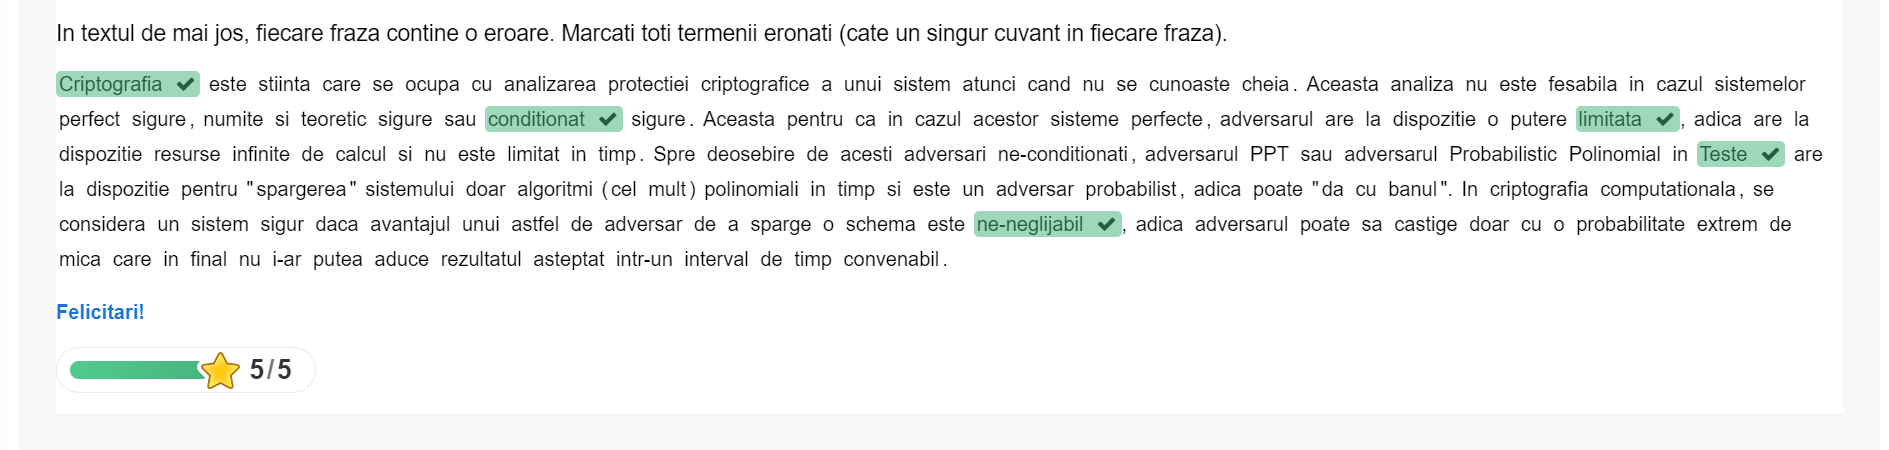 In textul de mai jos, fiecare fraza contine o eroare. Marcati toti termenii eronati (cate un singur cuvant in fiecare fraza).
Criptografia este stiinta care se ocupa cu analizarea protectiei criptografice a unui sistem atunci cand nu se cunoaste cheia. Aceasta analiza nu este fesabila in cazul sistemelor
perfect sigure, numite si teoretic sigure sau conditionat sigure. Aceasta pentru ca in cazul acestor sisteme perfecte, adversarul are la dispozitie o putere limitata, adica are la
dispozitie resurse infinite de calcul si nu este limitat in timp. Spre deosebire de acesti adversari ne-conditionati, adversarul PPT sau adversarul Probabilistic Polinomial in Teste are
la dispozitie pentru "spargerea" sistemului doar algoritmi (cel mult) polinomiali in timp si este un adversar probabilist, adica poate "da cu banul". In criptografia computationala, se
considera un sistem sigur daca avantajul unui astfel de adversar de a sparge o schema este ne-neglijabil, adica adversarul poate sa castige doar cu o probabilitate extrem de
mica care in final nu i-ar putea aduce rezultatul asteptat intr-un interval de timp convenabil.
Felicitari!
5/5